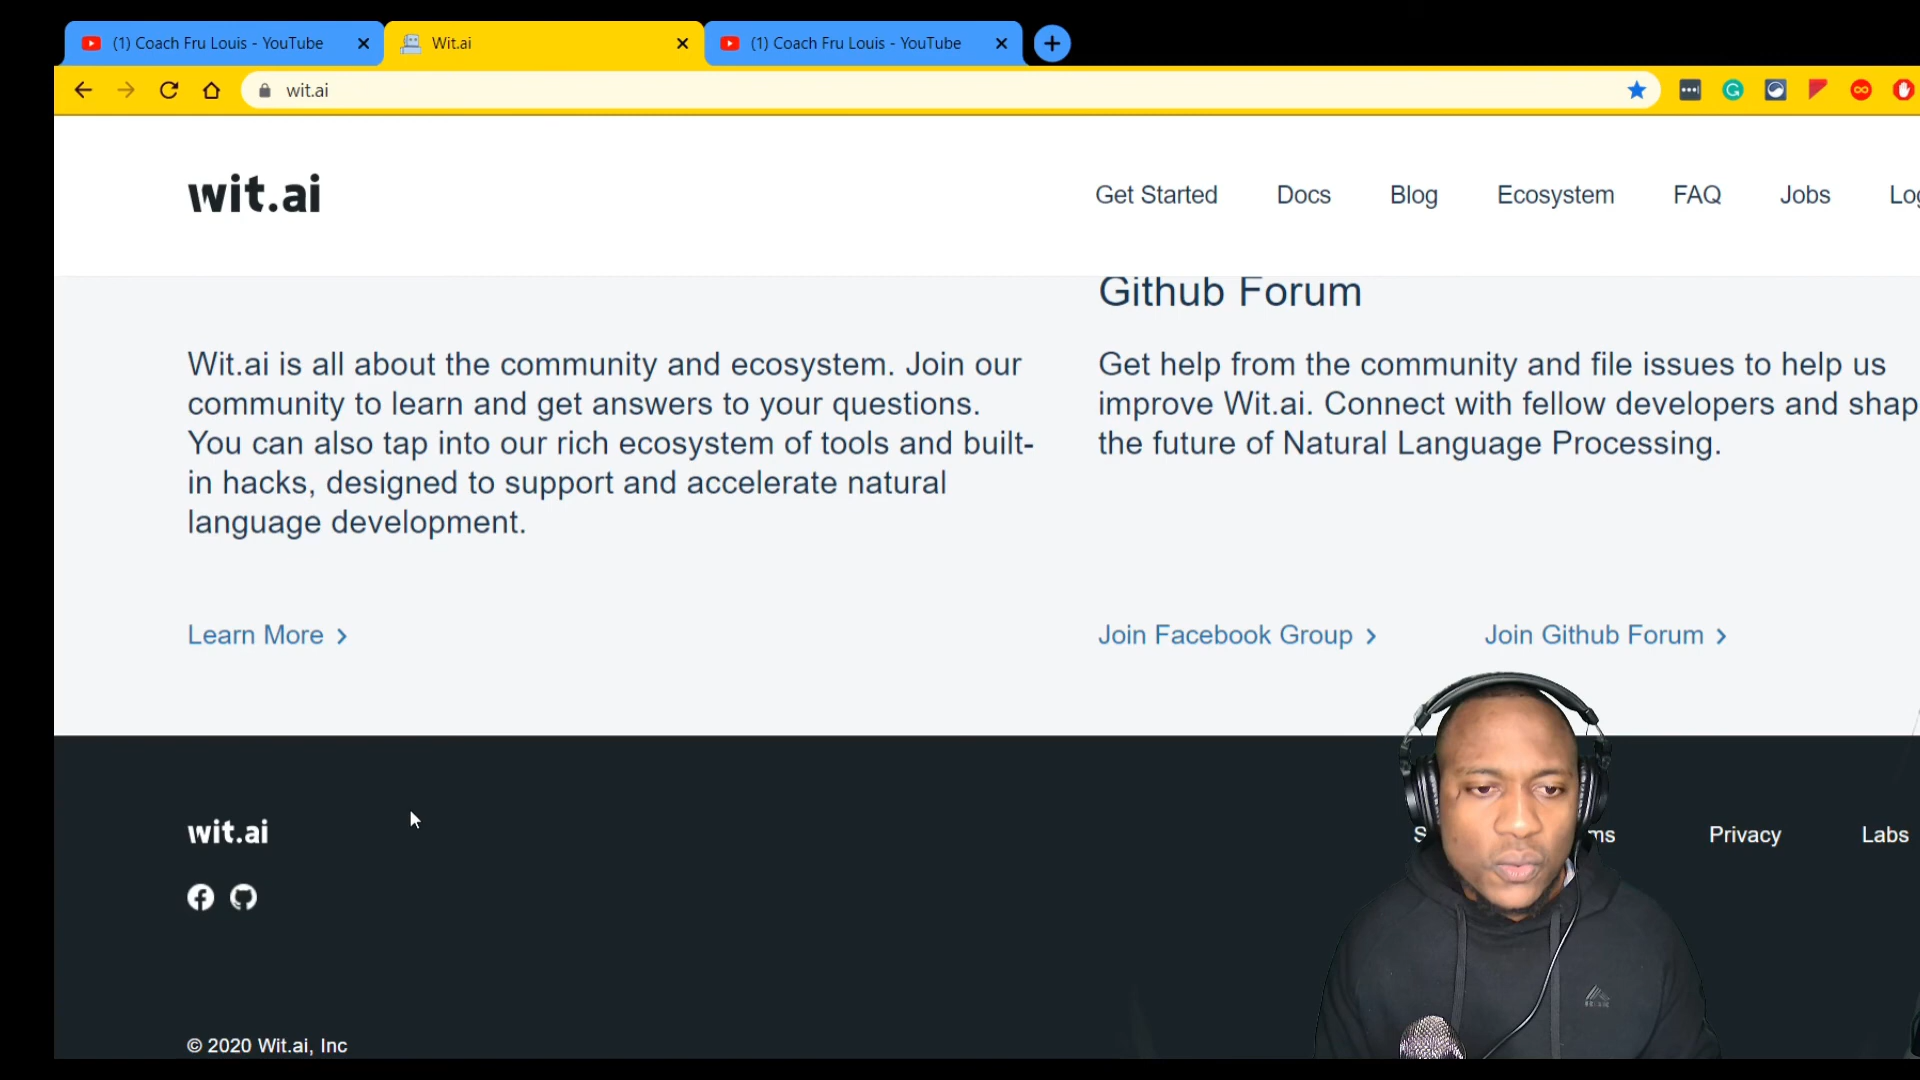 (1) Coach Fru Louis - YouTube
Wit.ai
(1) Coach Fru Louis - YouTube
wit.ai
wit.ai
Get Started
Docs
Blog
Ecosystem
FAQ
Jobs
Github Forum
Wit.ai is all about the community and ecosystem. Join our
community to learn and get answers to your questions.
You can also tap into our rich ecosystem of tools and built-
in hacks, designed to support and accelerate natural
language development.
Get help from the community and file issues to help us
improve Wit.ai. Connect with fellow developers and shap
the future of Natural Language Processing.
Learn More
Join Facebook Group
Join Github Forum
wit.ai
Privacy
Labs
© 2020 Wit.ai, Inc